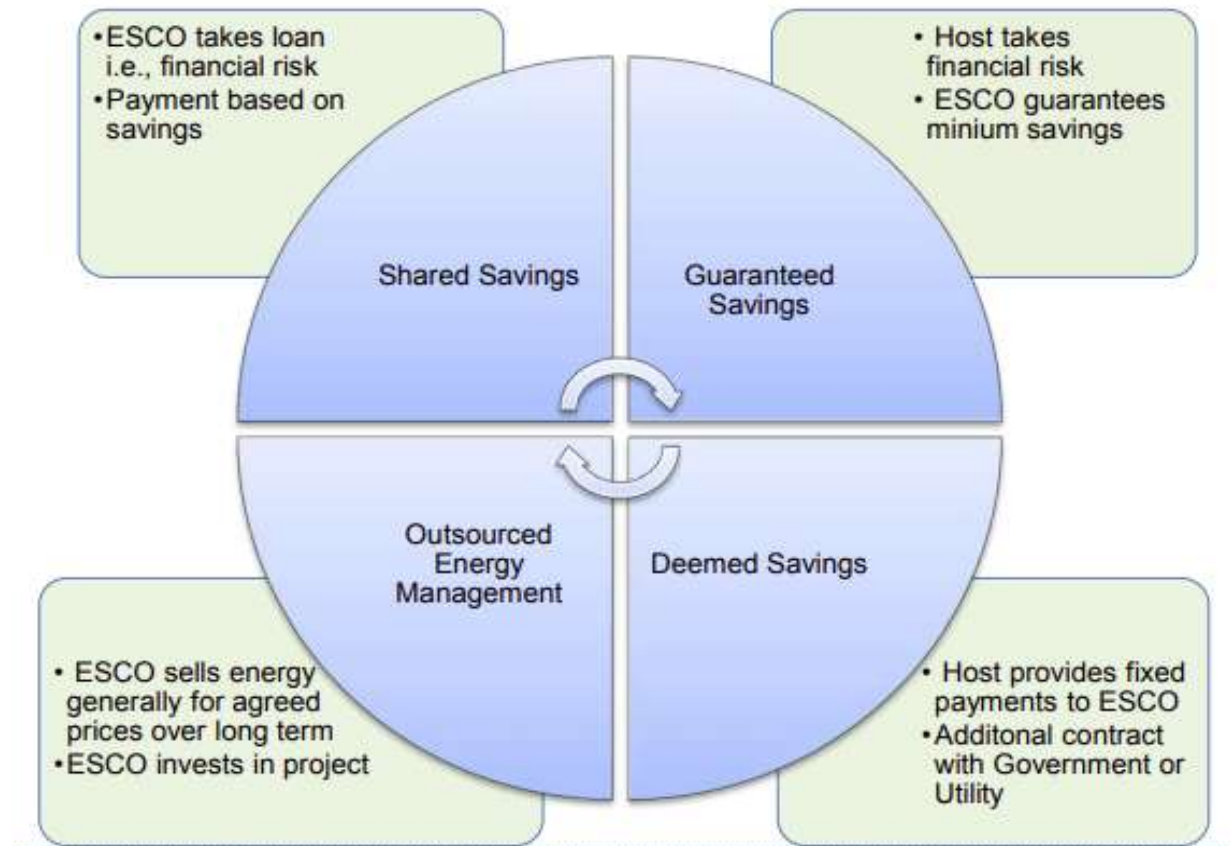 •ESCO takes loan
i.e., financial risk
•Payment based on
savings
• Host takes
financial risk
• ESCO guarantees
minium savings
Shared Savings
Guaranteed
Savings
Outsourced
Energy
Management
Deemed Savings
• ESCO sells energy
generally for agreed
prices over long term
•ESCO invests in project
• Host provides fixed
payments to ESCO
•Additonal contract
with Government or
Utility